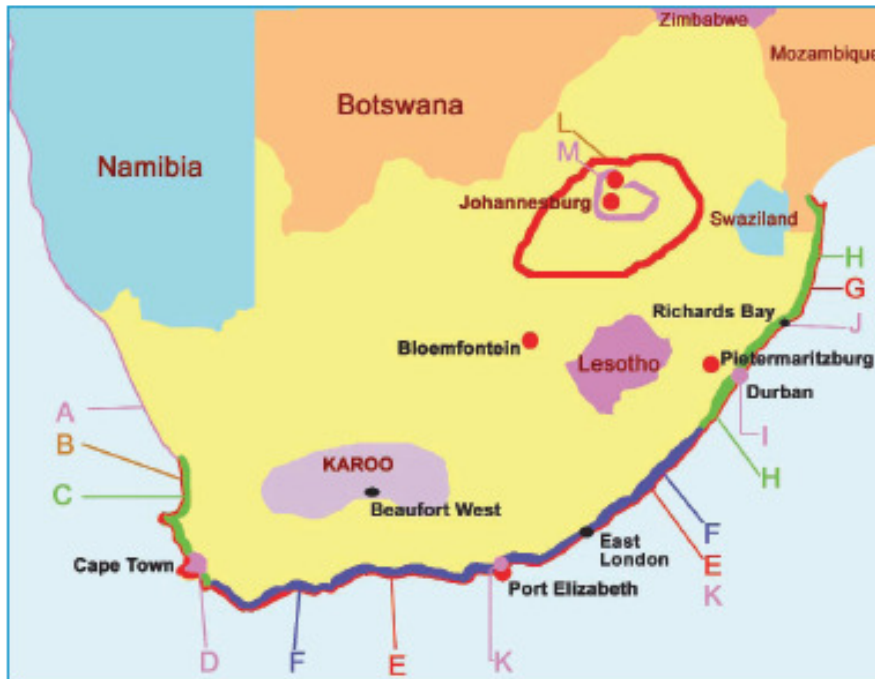 Zimbabwe
Mozambique
Botswana
Namibia
L
M
Johannesburg
Swaziland
H
G
Richards Bay
J
Bloemfontein
Lesotho
Pietermaritzburg
Durban
A
B
C
KAROO
Beaufort West
I
H
East
London
F
E
K
Cape Town
Port Elizabeth
D
F
E
K